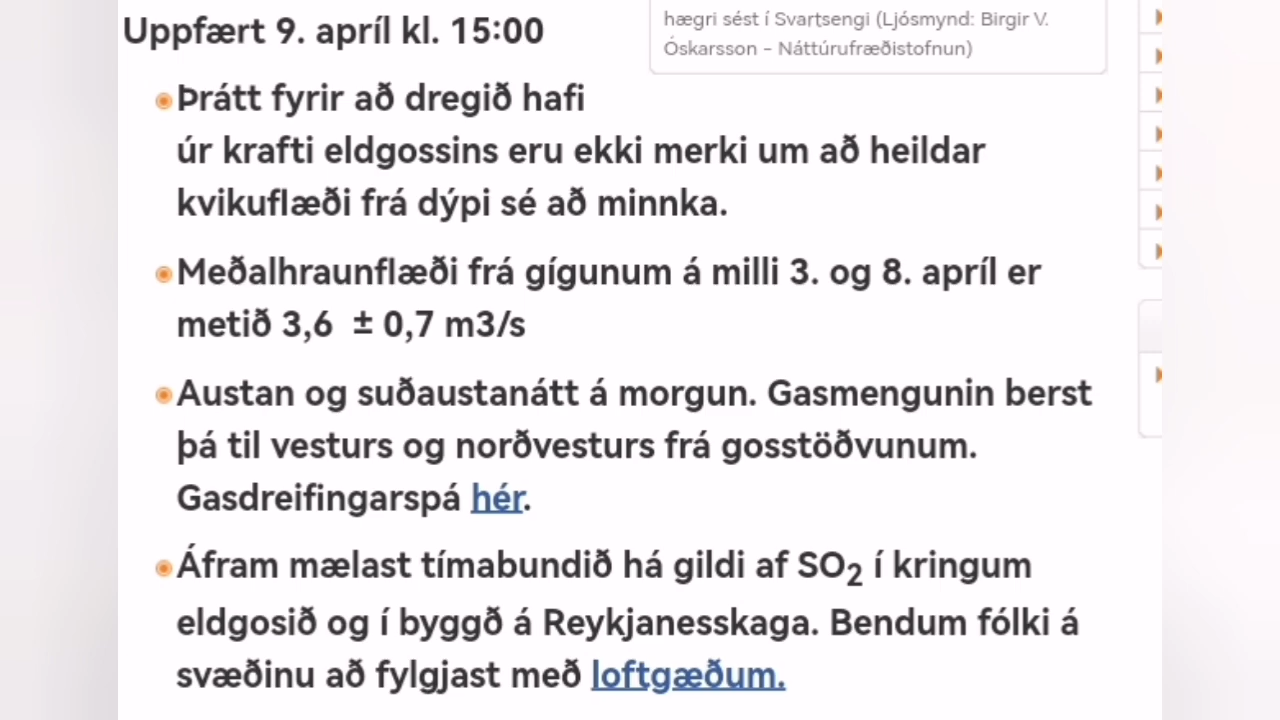 Uppfært 9. apríl kl. 15:00
hægri sést í Svartsengi (Ljósmynd: Birgir V.
Óskarsson - Náttúrufræðistofnun)
Þrátt fyrir að dregið hafi
úr krafti eldgossins eru ekki merki um að heildar
kvikuflæði frá dýpi sé að minnka.
Meðalhraunflæði frá gígunum á milli 3. og 8. apríl er
metið 3,6 ± 0,7 m3/s
Austan og suðaustanátt á morgun. Gasmengunin berst
þá til vesturs og norðvesturs frá gosstöðvunum.
Gasdreifingarspá hér.
Áfram mælast tímabundið há gildi af SO₂ í kringum
eldgosið og í byggð á Reykjanesskaga. Bendum fólki á
svæðinu að fylgjast með loftgæðum.